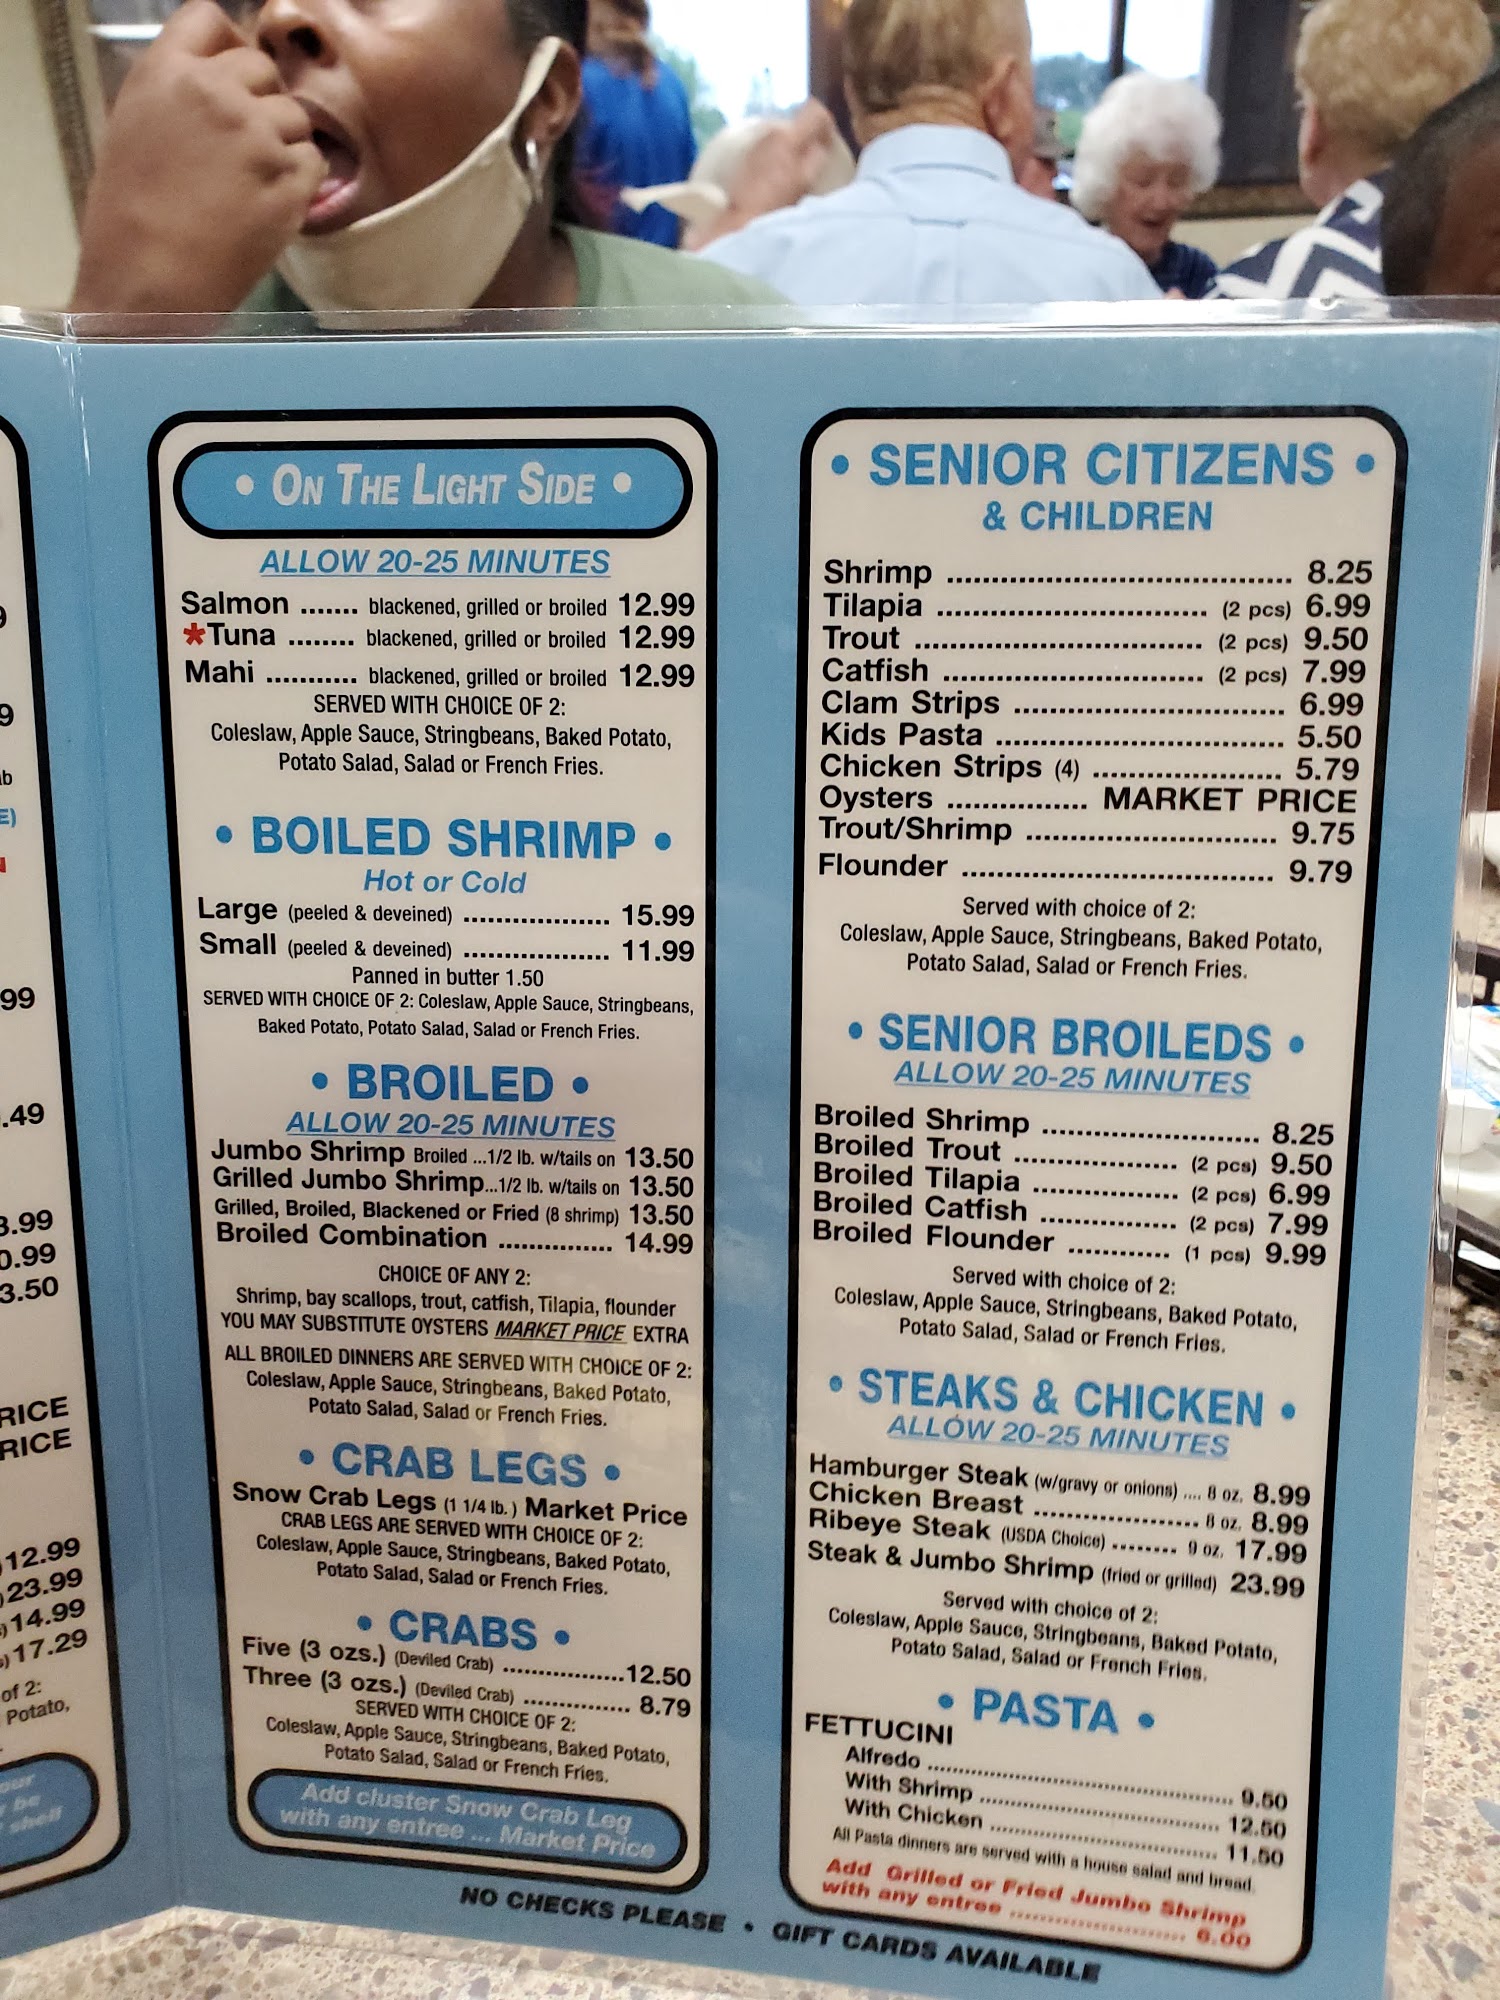 99
.49
3.99
0.99
3.50
RICE
RICE
12.99
23.99
14.99
17.29
of 2:
Potato,
• ON THE LIGHT SIDE •
ALLOW 20-25 MINUTES
Salmon ....... blackened, grilled or broiled 12.99
*Tuna ........ blackened, grilled or broiled 12.99
Mahi ........... blackened, grilled or broiled 12.99
SERVED WITH CHOICE OF 2:
Coleslaw, Apple Sauce, Stringbeans, Baked Potato,
Potato Salad, Salad or French Fries.
• BOILED SHRIMP •
Hot or Cold
Large (peeled & deveined) .................. 15.99
Small (peeled & deveined) .................. 11.99
Panned in butter 1.50
SERVED WITH CHOICE OF 2: Coleslaw, Apple Sauce, Stringbeans,
Baked Potato, Potato Salad, Salad or French Fries.
• BROILED •
ALLOW 20-25 MINUTES
Jumbo Shrimp Broiled ...1/2 lb. w/tails on 13.50
Grilled Jumbo Shrimp...1/2 lb. w/tails on 13.50
Grilled, Broiled, Blackened or Fried (8 shrimp) 13.50
Broiled Combination .............. 14.99
CHOICE OF ANY 2:
Shrimp, bay scallops, trout, catfish, Tilapia, flounder
YOU MAY SUBSTITUTE OYSTERS MARKET PRICE EXTRA
ALL BROILED DINNERS ARE SERVED WITH CHOICE OF 2:
Coleslaw, Apple Sauce, Stringbeans, Baked Potato,
Potato Salad, Salad or French Fries.
• CRAB LEGS •
Snow Crab Legs (1 1/4 lb. ) Market Price
CRAB LEGS ARE SERVED WITH CHOICE OF 2:
Coleslaw, Apple Sauce, Stringbeans, Baked Potato,
Potato Salad, Salad or French Fries.
• CRABS •
Five (3 ozs.) (Deviled Crab) ..................12.50
Three (3 ozs.) (Deviled Crab) ................ 8.79
SERVED WITH CHOICE OF 2:
Coleslaw, Apple Sauce, Stringbeans, Baked Potato,
Potato Salad, Salad or French Fries.
Add cluster Snow Crab Leg
with any entree ... Market Price
• SENIOR CITIZENS •
& CHILDREN
Shrimp .................................... 8.25
Tilapia ............................. (2 pcs) 6.99
Trout ............................... (2 pcs) 9.50
Catfish ............................ (2 pcs) 7.99
Clam Strips ............................. 6.99
Kids Pasta ............................... 5.50
Chicken Strips (4) .................... 5.79
Oysters ............... MARKET PRICE
Trout/Shrimp ........................... 9.75
Flounder ................................. 9.79
Served with choice of 2:
Coleslaw, Apple Sauce, Stringbeans, Baked Potato,
Potato Salad, Salad or French Fries.
• SENIOR BROILEDS •
ALLOW 20-25 MINUTES
Broiled Shrimp ........................ 8.25
Broiled Trout .................. (2 pcs) 9.50
Broiled Tilapia ................ (2 pcs) 6.99
Broiled Catfish ............... (2 pcs) 7.99
Broiled Flounder ............ (1 pcs) 9.99
Served with choice of 2:
Coleslaw, Apple Sauce, Stringbeans, Baked Potato,
Potato Salad, Salad or French Fries.
• STEAKS & CHICKEN •
ALLOW 20-25 MINUTES
Hamburger Steak (w/gravy or onions) .... 8 oz. 8.99
Chicken Breast .................. 8 oz. 8.99
Ribeye Steak (USDA Choice) ........ 9 oz. 17.99
Steak & Jumbo Shrimp (fried or grilled) 23.99
Served with choice of 2:
Coleslaw, Apple Sauce, Stringbeans, Baked Potato,
Potato Salad, Salad or French Fries.
• PASTA •
FETTUCINI
Alfredo ........................................ 9.50
With Shrimp ............................... 12.50
With Chicken .............................. 11.50
All Pasta dinners are served with a house salad and bread.
Add Grilled or Fried Jumbo Shrimp
with any entree ...................... 6.00
NO CHECKS PLEASE • GIFT CARDS AVAILABLE